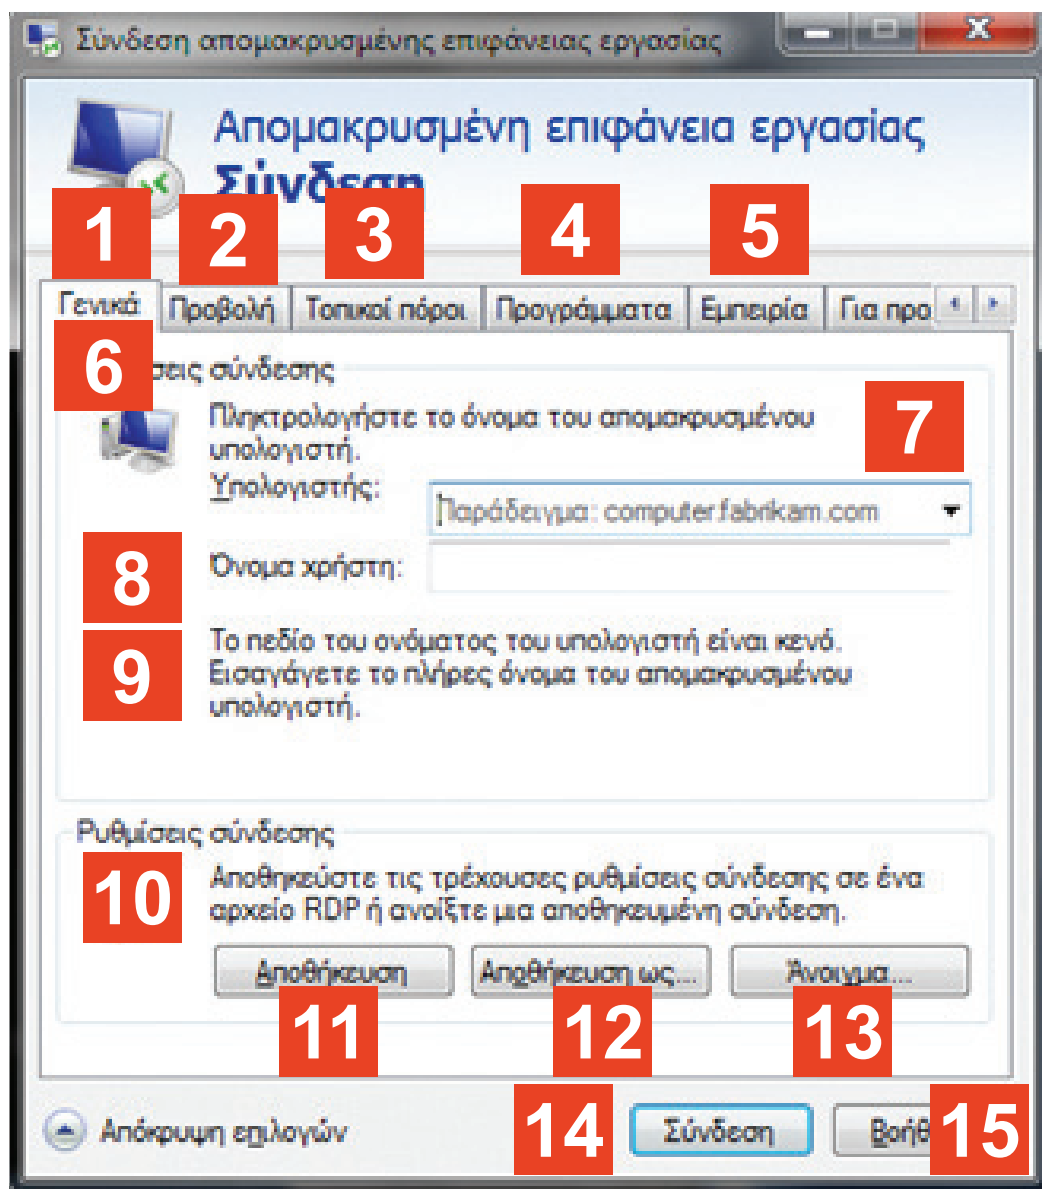 Σύνδεση απομακρυσμένης επιφάνειας εργασίας
Απομακρυσμένη επιφάνεια εργασίας
Σύνδεση
1 2 3 4 5
Γενικά Προβολή Τοπικοί πόροι Προγράμματα Εμπειρία Για προ
6 σεις σύνδεσης
Πληκτρολογήστε το όνομα του απομακρυσμένου
υπολογιστή.
7
Υπολογιστής: Παράδειγμα: computer.fabrikam.com
8 Όνομα χρήστη:
9 Το πεδίο του ονόματος του υπολογιστή είναι κενό.
Εισαγάγετε το πλήρες όνομα του απομακρυσμένου
υπολογιστή.
Ρυθμίσεις σύνδεσης
10 Αποθηκεύστε τις τρέχουσες ρυθμίσεις σύνδεσης σε ένα
αρχείο RDP ή ανοίξτε μια αποθηκευμένη σύνδεση.
Αποθήκευση Αποθήκευση ως... Άνοιγμα...
11 12 13
Απόκρυψη επιλογών 14 Σύνδεση Βοήθ 15